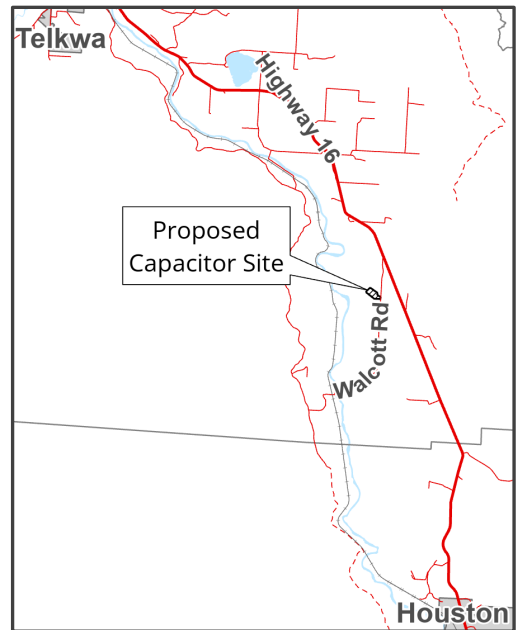 Telkwa
Highway 16
Proposed
Capacitor Site
Walcott Rd
Houston